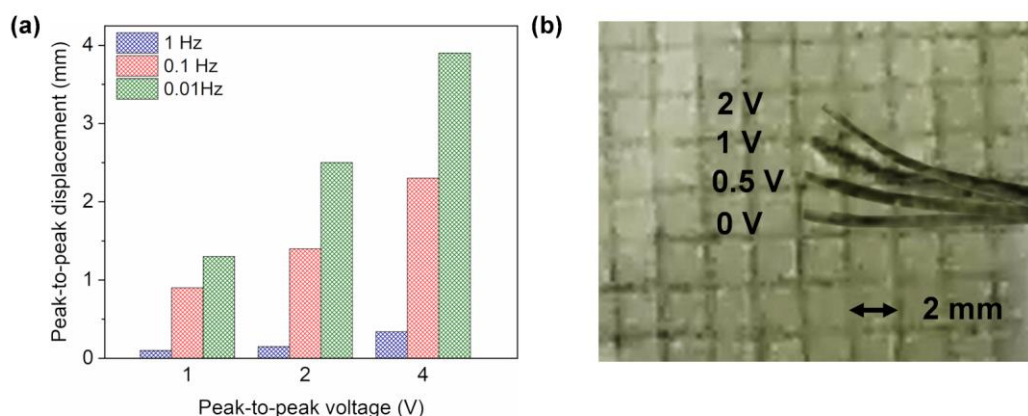 (a)
Peak-to-peak displacement (mm)
4
3
2
1
0
1 Hz
0.1 Hz
0.01Hz
1
2
4
Peak-to-peak voltage (V)
(b)
2 V
1 V
0.5 V
0 V
2 mm